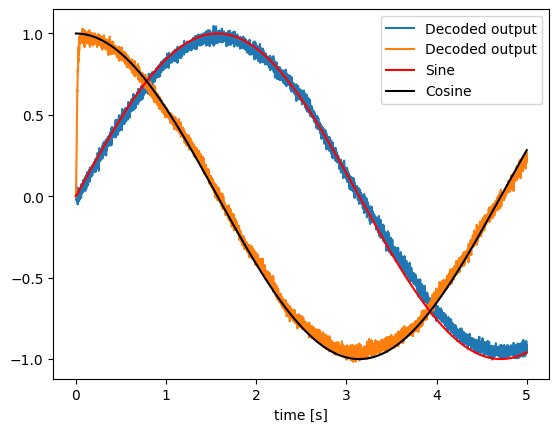 1.0
0.5
0.0
−0.5
−1.0
0 1 2 3 4 5
time [s]
Decoded output
Decoded output
Sine
Cosine